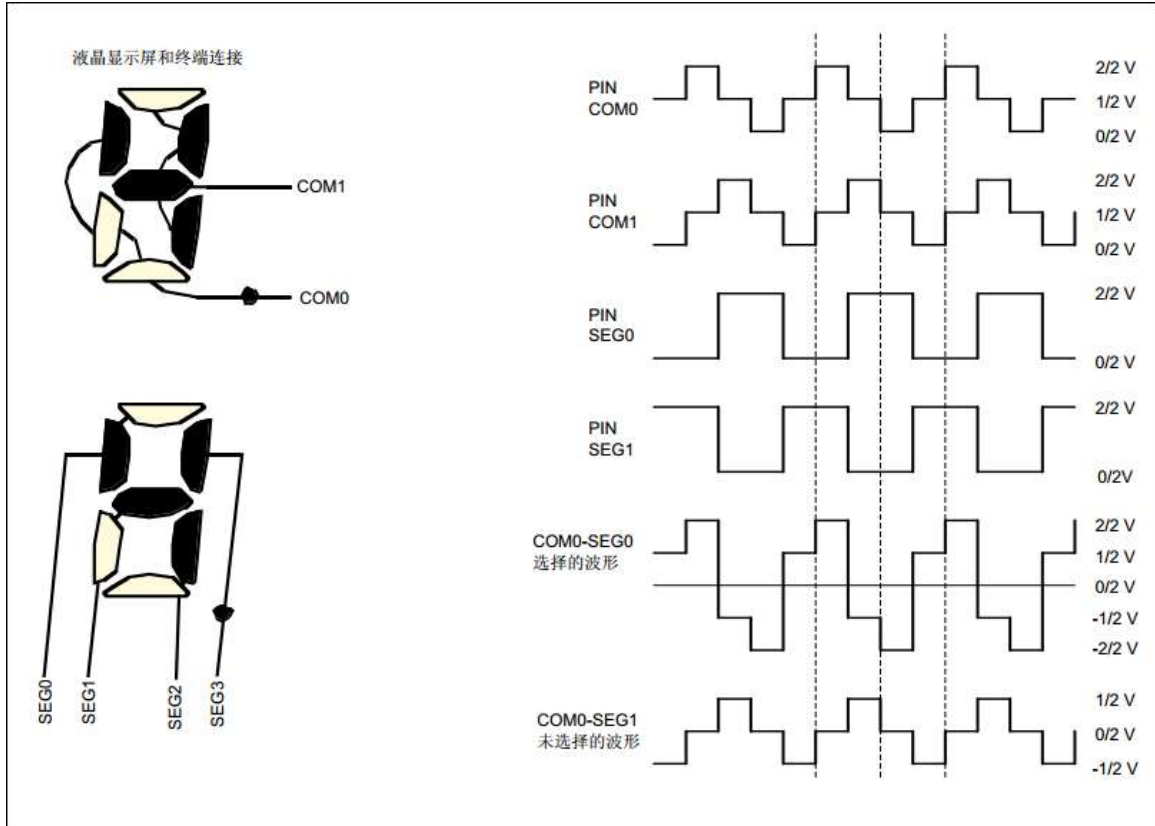 液晶显示屏和终端连接
COM1
COM0
SEG0
SEG1
SEG2
SEG3
PIN
COM0
2/2 V
1/2 V
0/2 V
PIN
COM1
2/2 V
1/2 V
0/2 V
PIN
SEG0
2/2 V
0/2 V
PIN
SEG1
2/2 V
0/2V
COM0-SEG0
选择的波形
2/2 V
1/2 V
0/2 V
-1/2 V
-2/2 V
COM0-SEG1
未选择的波形
1/2 V
0/2 V
-1/2 V